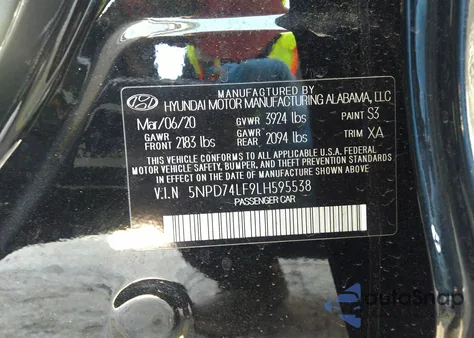 MANUFACTURED BY
HYUNDAI MOTOR MANUFACTURING ALABAMA, LLC
Mar/06/20 GVWR 3924 lbs PAINT S3
GAWR FRONT 2183 lbs GAWR REAR 2094 lbs TRIM XA
THIS VEHICLE CONFORMS TO ALL APPLICABLE U.S.A. FEDERAL
MOTOR VEHICLE SAFETY, BUMPER, AND THEFT PREVENTION STANDARDS
IN EFFECT ON THE DATE OF MANUFACTURE SHOWN ABOVE.
V.I.N 5NPD74LF9LH595538
PASSENGER CAR
autoSnap